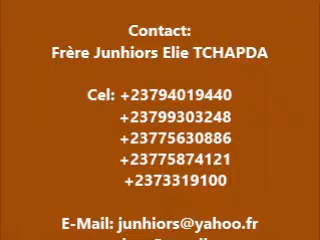 Contact:
Frère Junhiors Elie TCHAPDA
Cel: +23794019440
+23799303248
+23775630886
+23775874121
+2373319100
E-Mail: junhiors@yahoo.fr